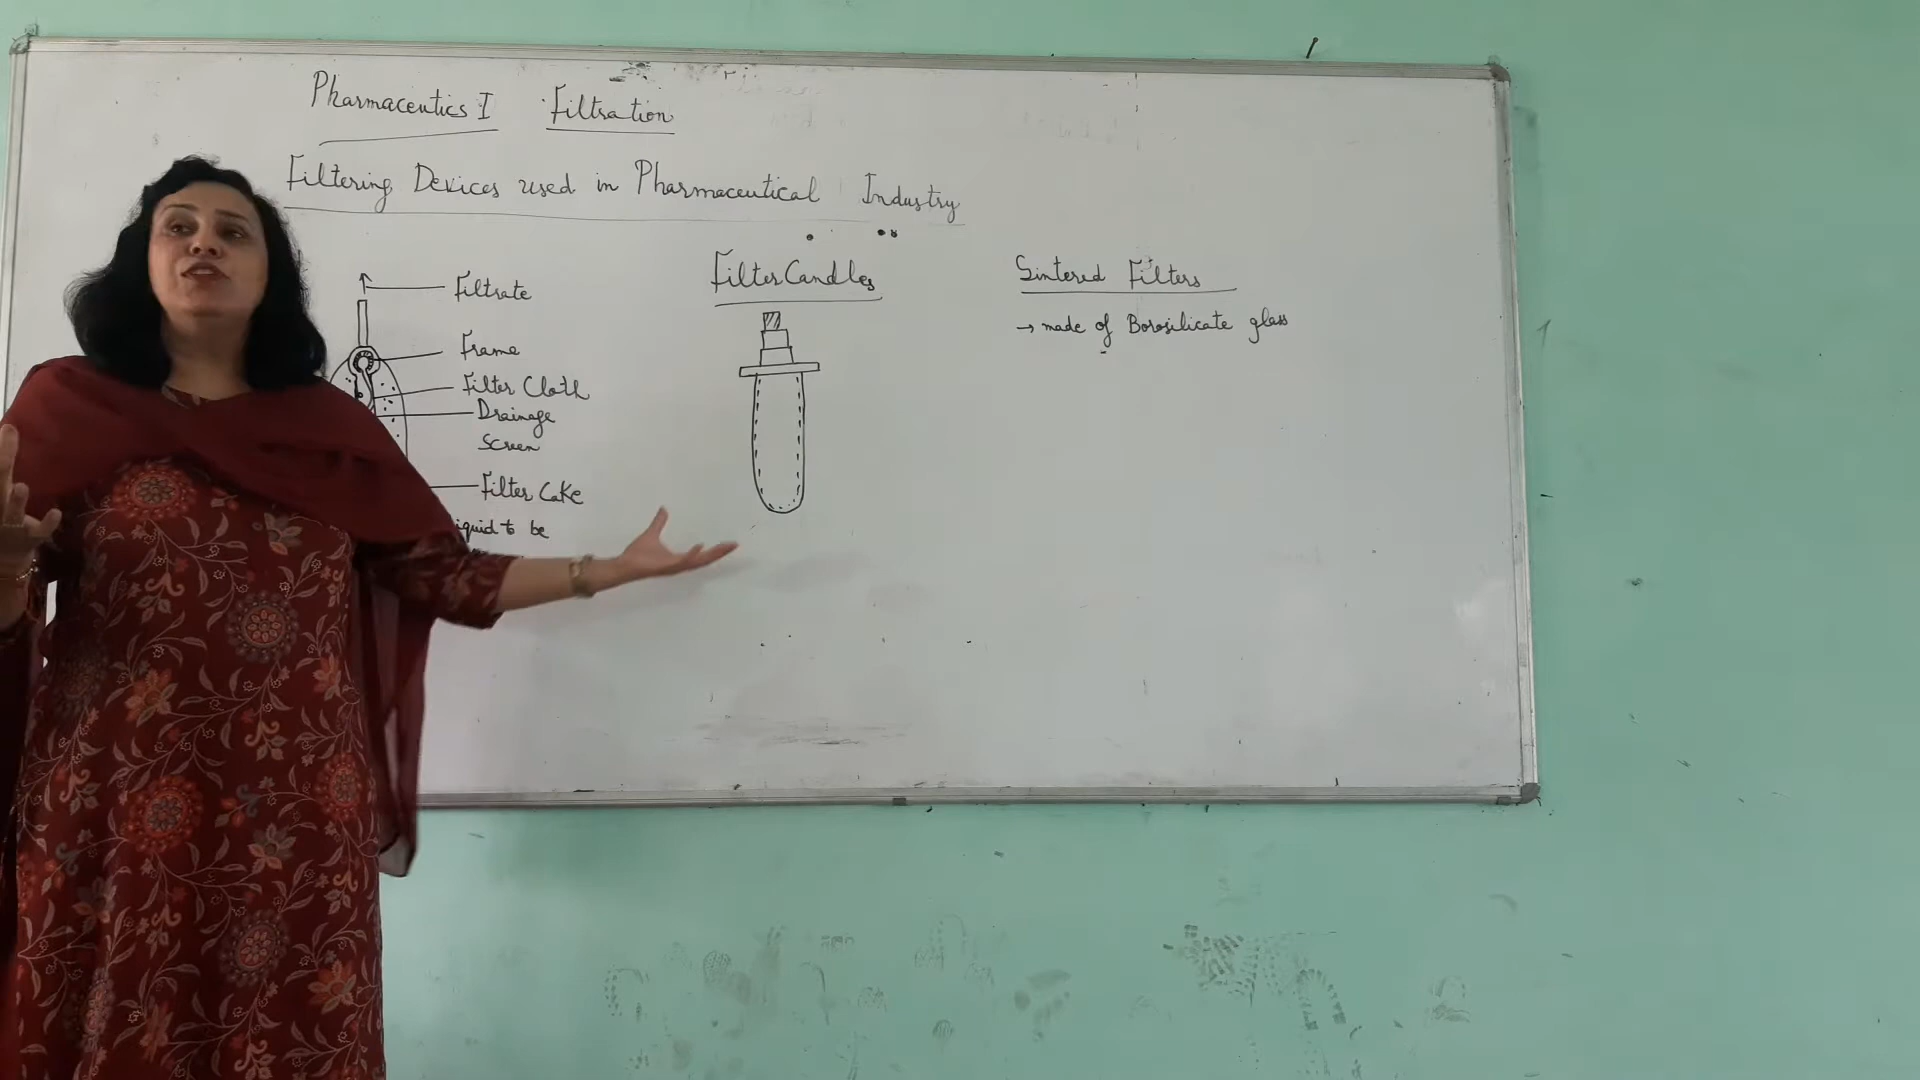 Pharmaceutics I Filtration
Filtering Devices used in Pharmaceutical Industry
Filtrate
Frame
Filter Cloth
Drainage
Screen
Filter Cake
to be
Filter Candles
Sintered Filters
→ made of Borosilicate glass